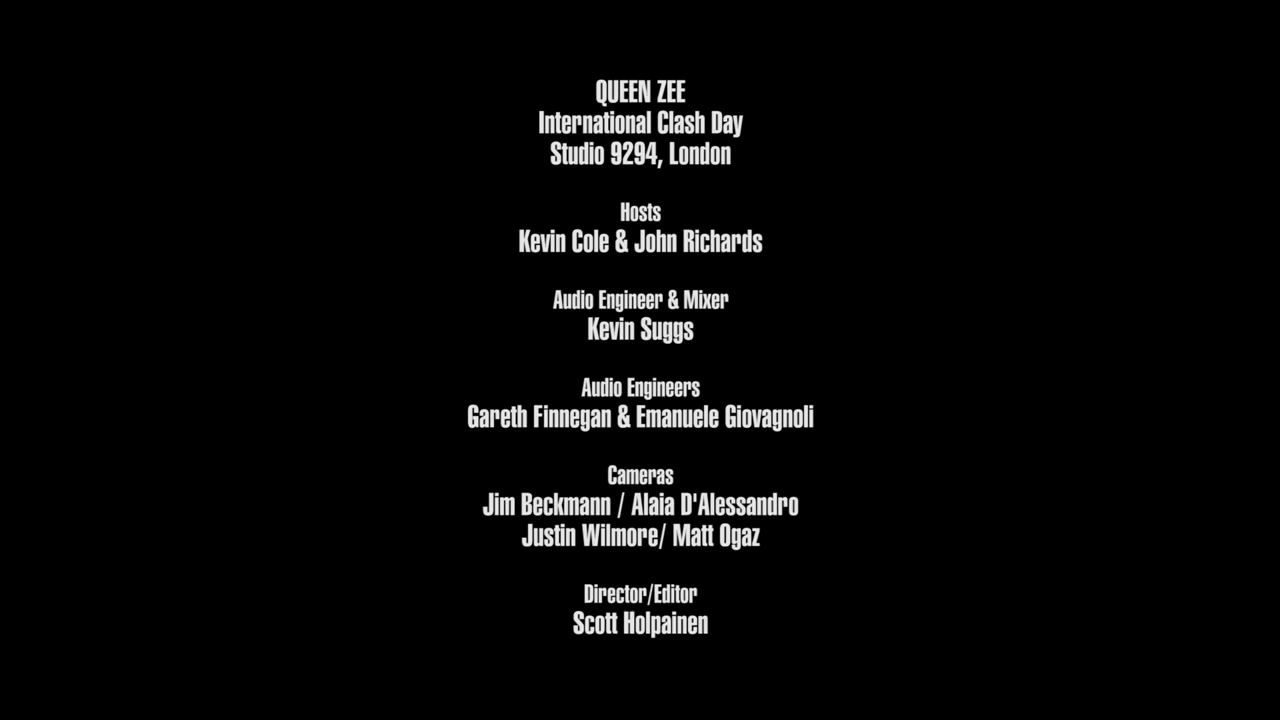 QUEEN ZEE
International Clash Day
Studio 9294, London
Hosts
Kevin Cole & John Richards
Audio Engineer & Mixer
Kevin Suggs
Audio Engineers
Gareth Finnegan & Emanuele Giovagnoli
Cameras
Jim Beckmann / Alaia D'Alessandro
Justin Wilmore/ Matt Ogaz
Director/Editor
Scott Holpainen